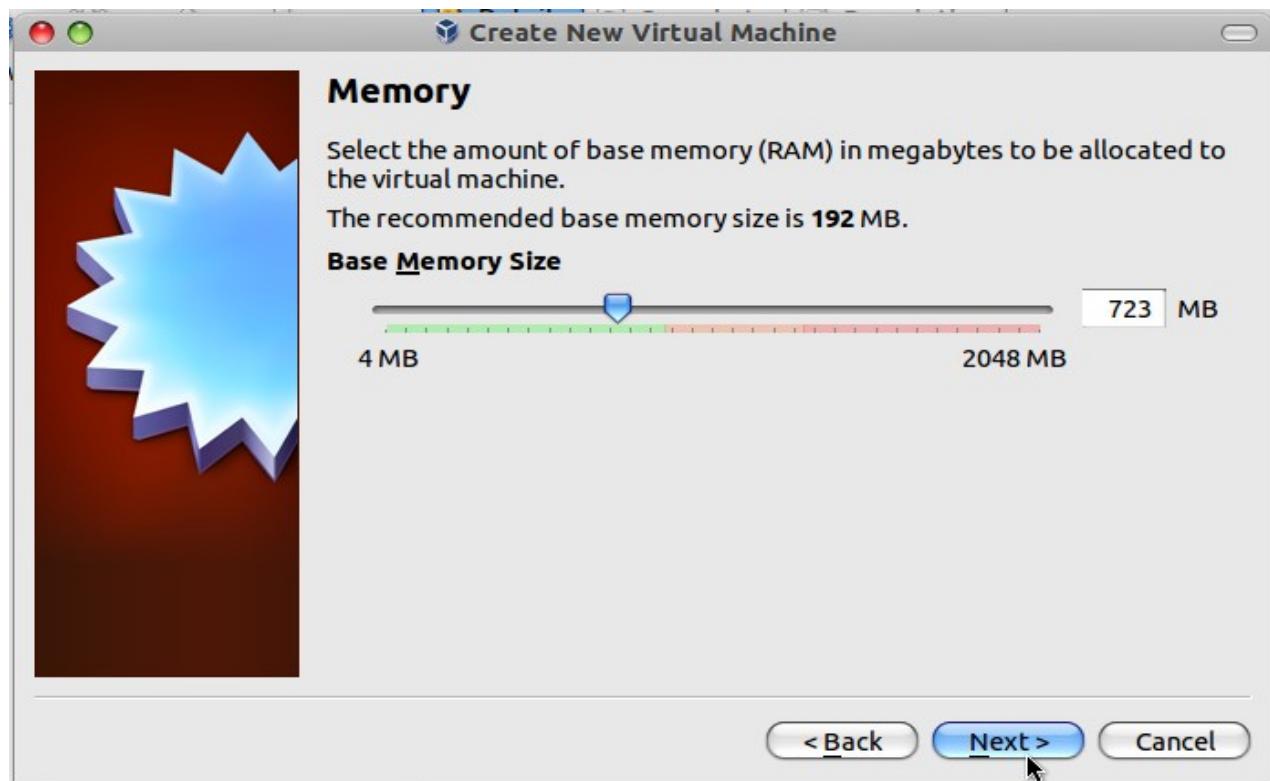 Create New Virtual Machine
Memory
Select the amount of base memory (RAM) in megabytes to be allocated to
the virtual machine.
The recommended base memory size is 192 MB.
Base Memory Size
723 MB
4 MB 2048 MB
< Back Next > Cancel